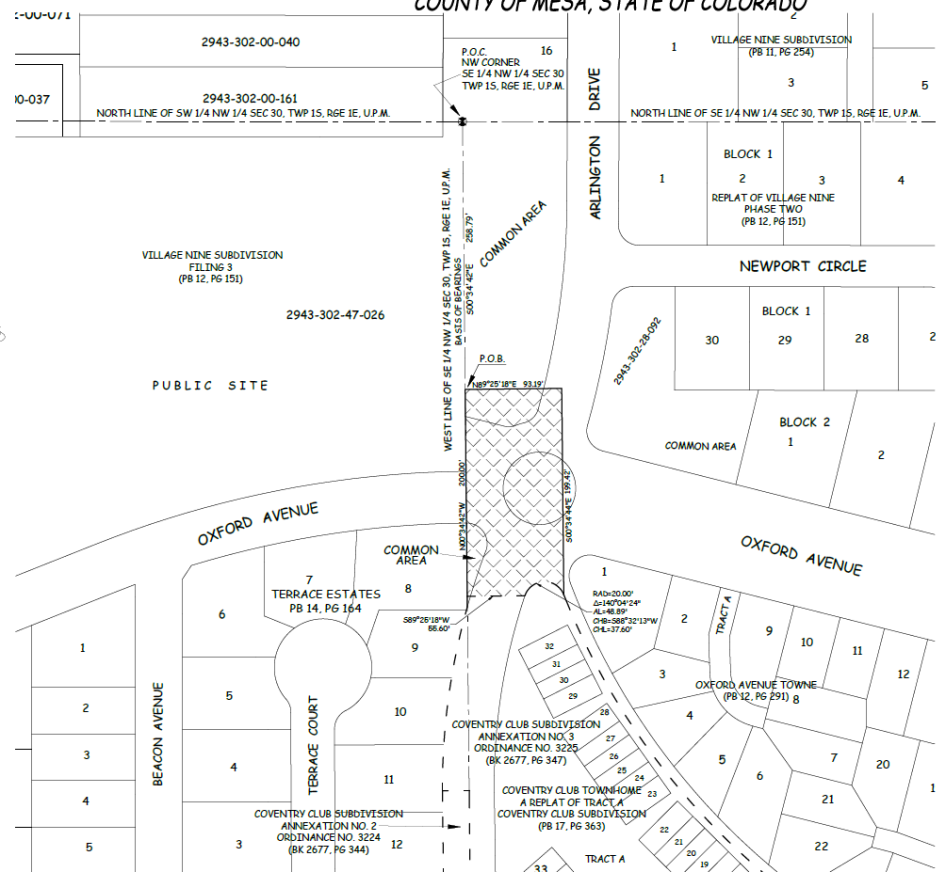 COUNTY OF MESA, STATE OF COLORADO
2943-302-00-040
2943-302-00-161
NORTH LINE OF SW 1/4 NW 1/4 SEC 30, TWP 1S, RGE 1E, U.P.M.
P.O.C.
NW CORNER
SE 1/4 NW 1/4 SEC 30
TWP 1S, RGE 1E, U.P.M.
16
ARLINGTON DRIVE
1
2
VILLAGE NINE SUBDIVISION
(PB 11, PG 254)
3
5
NORTH LINE OF SE 1/4 NW 1/4 SEC 30, TWP 1S, RGE 1E, U.P.M.
BLOCK 1
1
2
3
4
REPLAT OF VILLAGE NINE
PHASE TWO
(PB 12, PG 151)
NEWPORT CIRCLE
VILLAGE NINE SUBDIVISION
FILING 3
(PB 12, PG 151)
2943-302-47-026
PUBLIC SITE
WEST LINE OF SE 1/4 NW 1/4 SEC 30, TWP 1S, RGE 1E, U.P.M.
BASIS OF BEARINGS
S00°34'42"E 258.79'
COMMON AREA
P.O.B.
N89°25'18"E 93.19'
N00°34'42"W 200.00'
S00°34'44"E 199.42'
2943-302-28-092
BLOCK 1
30
29
28
BLOCK 2
1
2
COMMON AREA
OXFORD AVENUE
OXFORD AVENUE
COMMON
AREA
7
TERRACE ESTATES
PB 14, PG 164
8
6
S89°25'18"W
55.60'
9
5
10
4
11
3
12
1
2
3
4
5
BEACON AVENUE
TERRACE COURT
1
RAD=20.00'
Δ=140°04'24"
AL=48.89'
CHB=S88°32'13"W
CHL=37.60'
2
TRACT A
9
10
11
12
3
OXFORD AVENUE TOWNE
(PB 12, PG 291)
8
4
5
6
7
20
21
22
32
31
30
29
28
27
26
25
24
23
22
21
20
19
COVENTRY CLUB SUBDIVISION
ANNEXATION NO. 3
ORDINANCE NO. 3225
(BK 2677, PG 347)
COVENTRY CLUB TOWNHOME
A REPLAT OF TRACT A
COVENTRY CLUB SUBDIVISION
(PB 17, PG 363)
COVENTRY CLUB SUBDIVISION
ANNEXATION NO. 2
ORDINANCE NO. 3224
(BK 2677, PG 344)
TRACT A
33